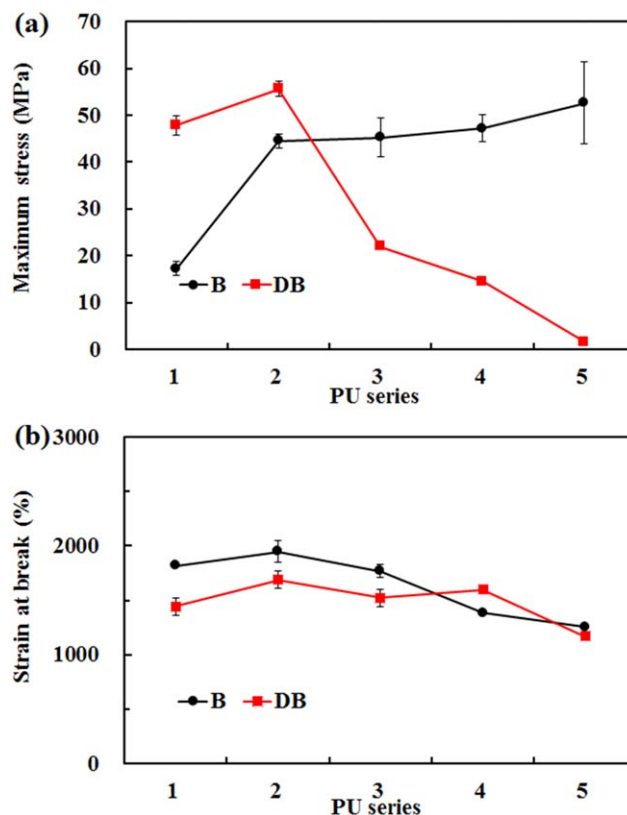 (a)
Maximum stress (MPa)
70
60
50
40
30
20
10
0
B DB
1 2 3 4 5
PU series
(b)
Strain at break (%)
3000
2000
1000
0
B DB
1 2 3 4 5
PU series